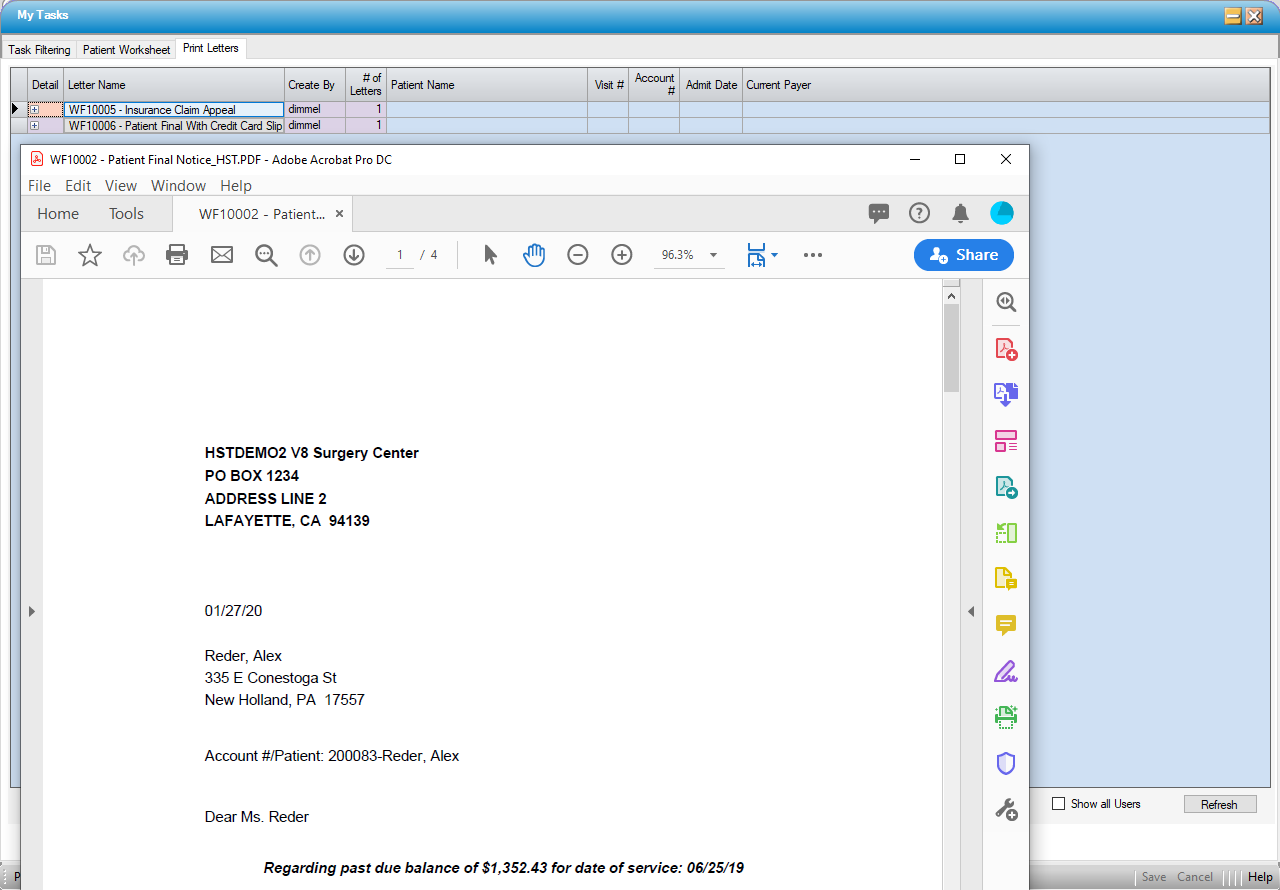 My Tasks
Task Filtering Patient Worksheet Print Letters
Detail Letter Name Create By # of Letters Patient Name Visit # Account # Admit Date Current Payer
WF10005 - Insurance Claim Appeal dimmel 1
WF10006 - Patient Final With Credit Card Slip dimmel 1
WF10002 - Patient Final Notice_HST.PDF - Adobe Acrobat Pro DC
File Edit View Window Help
Home Tools WF10002 - Patient... ×
1 / 4 96.3% Share
HSTDEMO2 V8 Surgery Center
PO BOX 1234
ADDRESS LINE 2
LAFAYETTE, CA 94139
01/27/20
Reder, Alex
335 E Conestoga St
New Holland, PA 17557
Account #/Patient: 200083-Reder, Alex
Show all Users Refresh
Dear Ms. Reder
Regarding past due balance of $1,352.43 for date of service: 06/25/19
Save Cancel Help